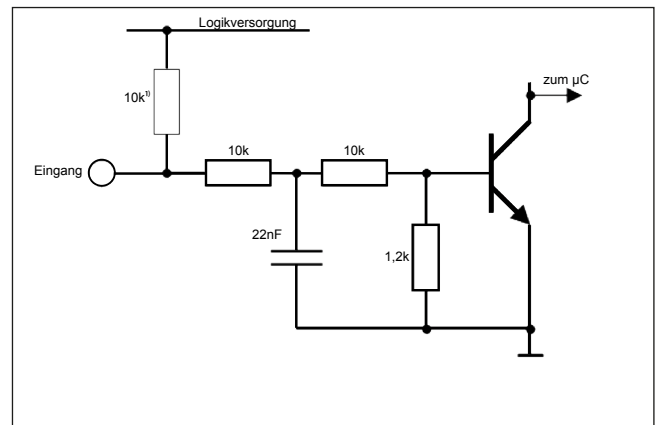 Logikversorgung
zum µC
10k¹⁾
10k
10k
Eingang
22nF
1,2k